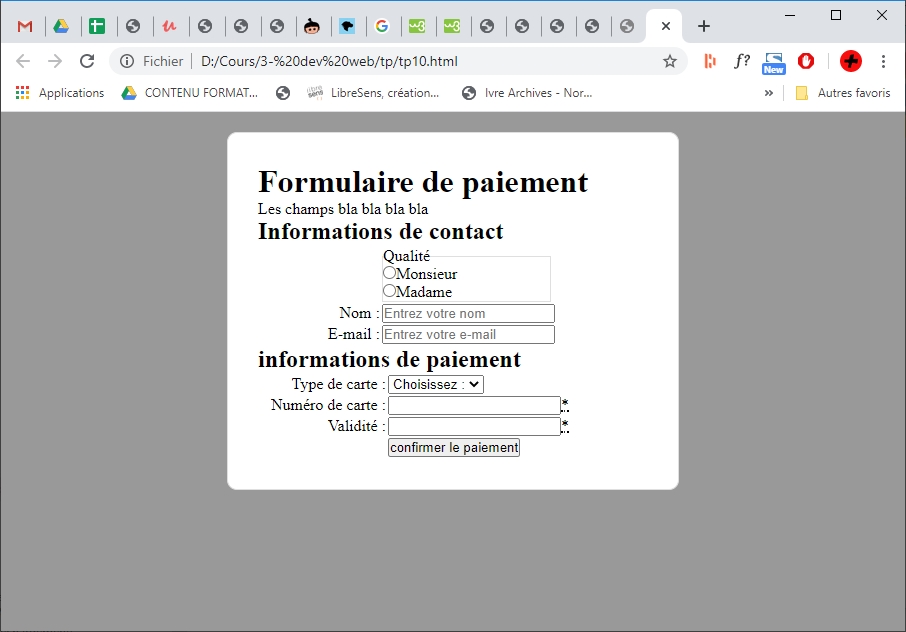 Fichier
D:/Cours/3-%20dev%20web/tp/tp10.html
f?
New
Applications
CONTENU FORMAT...
LibreSens, création...
Ivre Archives - Nor...
»
Autres favoris
Formulaire de paiement
Les champs bla bla bla bla
Informations de contact
Qualité
Monsieur
Madame
Nom : Entrez votre nom
E-mail : Entrez votre e-mail
informations de paiement
Type de carte : Choisissez :
Numéro de carte : *
Validité : *
confirmer le paiement